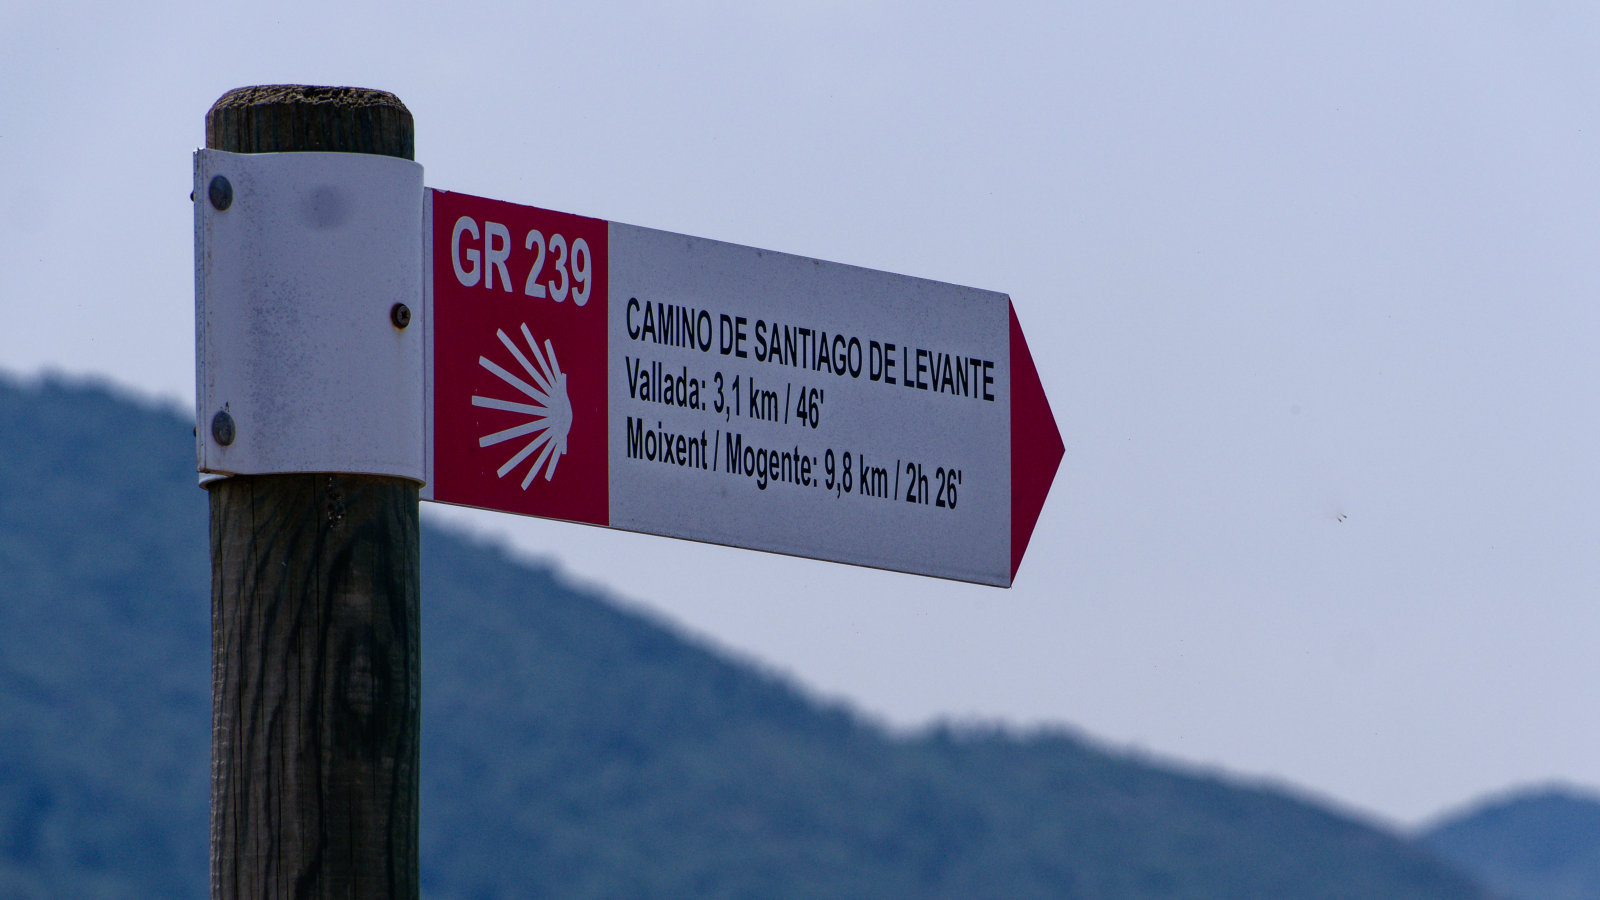 GR 239
CAMINO DE SANTIAGO DE LEVANTE
Vallada: 3,1 km / 46'
Moixent / Mogente: 9,8 km / 2h 26'